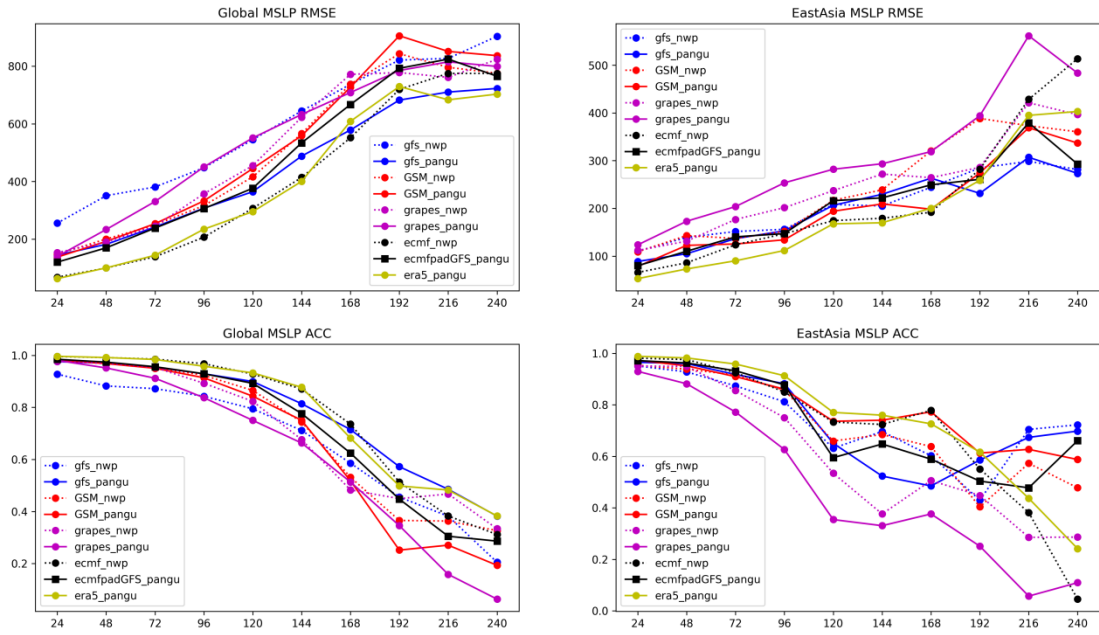 Global MSLP RMSE
800
600
400
200
24 48 72 96 120 144 168 192 216 240
gfs_nwp
gfs_pangu
GSM_nwp
GSM_pangu
grapes_nwp
grapes_pangu
ecmf_nwp
ecmfpadGFS_pangu
era5_pangu
EastAsia MSLP RMSE
500
400
300
200
100
24 48 72 96 120 144 168 192 216 240
gfs_nwp
gfs_pangu
GSM_nwp
GSM_pangu
grapes_nwp
grapes_pangu
ecmf_nwp
ecmfpadGFS_pangu
era5_pangu
Global MSLP ACC
1.0
0.8
0.6
0.4
0.2
24 48 72 96 120 144 168 192 216 240
gfs_nwp
gfs_pangu
GSM_nwp
GSM_pangu
grapes_nwp
grapes_pangu
ecmf_nwp
ecmfpadGFS_pangu
era5_pangu
EastAsia MSLP ACC
1.0
0.8
0.6
0.4
0.2
0.0
24 48 72 96 120 144 168 192 216 240
gfs_nwp
gfs_pangu
GSM_nwp
GSM_pangu
grapes_nwp
grapes_pangu
ecmf_nwp
ecmfpadGFS_pangu
era5_pangu